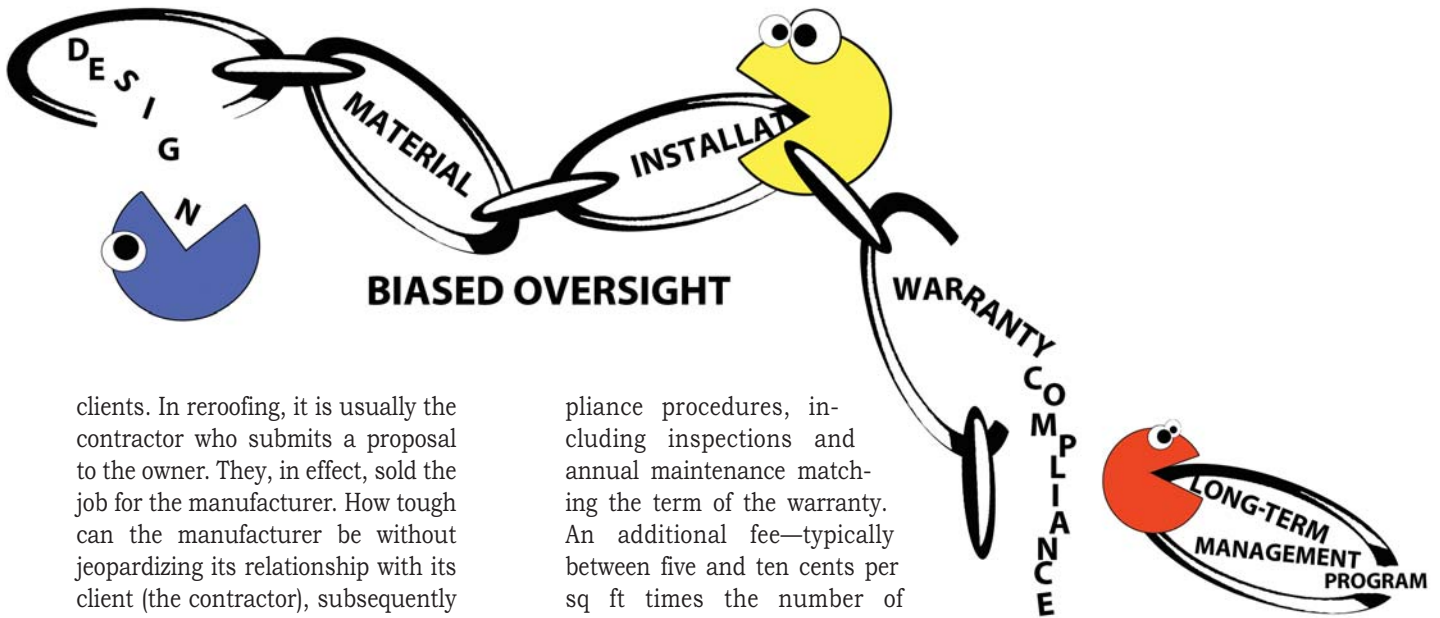 DESIGN
MATERIAL
INSTALLAT
BIASED OVERSIGHT
WARRANTY
COMPLIANCE
LONG-TERM
MANAGEMENT
PROGRAM
clients. In reroofing, it is usually the
contractor who submits a proposal
to the owner. They, in effect, sold the
job for the manufacturer. How tough
can the manufacturer be without
jeopardizing its relationship with its
client (the contractor), subsequently
pliance procedures, in-
cluding inspections and
annual maintenance match-
ing the term of the warranty.
An additional fee—typically
between five and ten cents per
sq ft times the number of